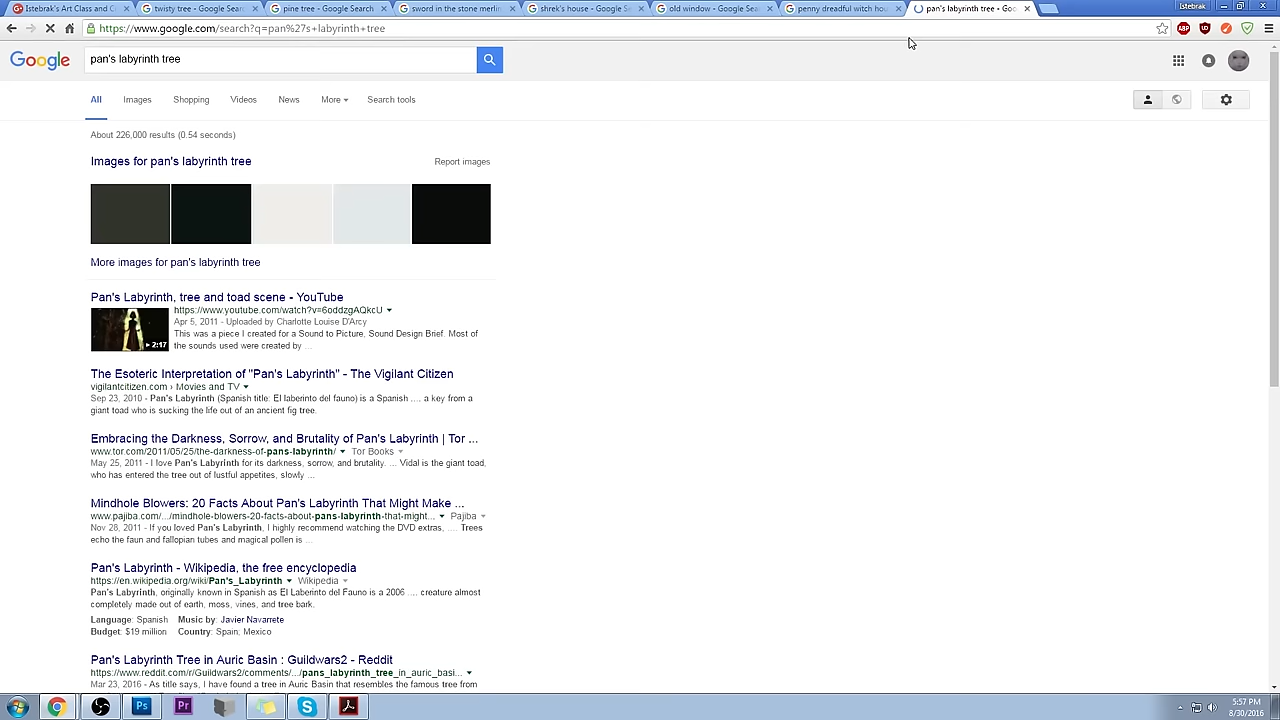 Istebrak's Art Class and C
twisty tree - Google Sear
pine tree - Google Search
sword in the stone merlin
shrek's house - Google Se
old window - Google Sear
penny dreadful witch hou
pan's labyrinth tree - Goo
Istebrak
https://www.google.com/search?q=pan%27s+labyrinth+tree
Google
pan's labyrinth tree
All Images Shopping Videos News More Search tools
About 226,000 results (0.54 seconds)
Images for pan's labyrinth tree
Report images
More images for pan's labyrinth tree
Pan's Labyrinth, tree and toad scene - YouTube
https://www.youtube.com/watch?v=6oddzgAQkcU
Apr 5, 2011 - Uploaded by Charlotte Louise D'Arcy
This was a piece I created for a Sound to Picture, Sound Design Brief. Most of
the sounds used were created by ...
2:17
The Esoteric Interpretation of "Pan's Labyrinth" - The Vigilant Citizen
vigilantcitizen.com › Movies and TV
Sep 23, 2010 - Pan's Labyrinth (Spanish title: El laberinto del fauno) is a Spanish .... a key from a
giant toad who is sucking the life out of an ancient fig tree.
Embracing the Darkness, Sorrow, and Brutality of Pan's Labyrinth | Tor ...
www.tor.com/2011/05/25/the-darkness-of-pans-labyrinth/ Tor Books
May 25, 2011 - I love Pan's Labyrinth for its darkness, sorrow, and brutality. ... Vidal is the giant toad,
who has entered the tree out of lustful appetites, slowly ...
Mindhole Blowers: 20 Facts About Pan's Labyrinth That Might Make ...
www.pajiba.com/.../mindhole-blowers-20-facts-about-pans-labyrinth-that-might... Pajiba
Nov 28, 2011 - If you loved Pan's Labyrinth, I highly recommend watching the DVD extras, .... Trees
echo the faun and fallopian tubes and magical pollen is ...
Pan's Labyrinth - Wikipedia, the free encyclopedia
https://en.wikipedia.org/wiki/Pan's_Labyrinth Wikipedia
Pan's Labyrinth, originally known in Spanish as El Laberinto del Fauno is a 2006 .... creature almost
completely made out of earth, moss, vines, and tree bark.
Language: Spanish Music by: Javier Navarrete
Budget: $19 million Country: Spain; Mexico
Pan's Labyrinth Tree in Auric Basin : Guildwars2 - Reddit
https://www.reddit.com/r/Guildwars2/comments/.../pans_labyrinth_tree_in_auric_basi...
Mar 23, 2016 - As title says, I have found a tree in Auric Basin that resembles the famous tree from
Ps
Pr
5:57 PM
8/30/2016